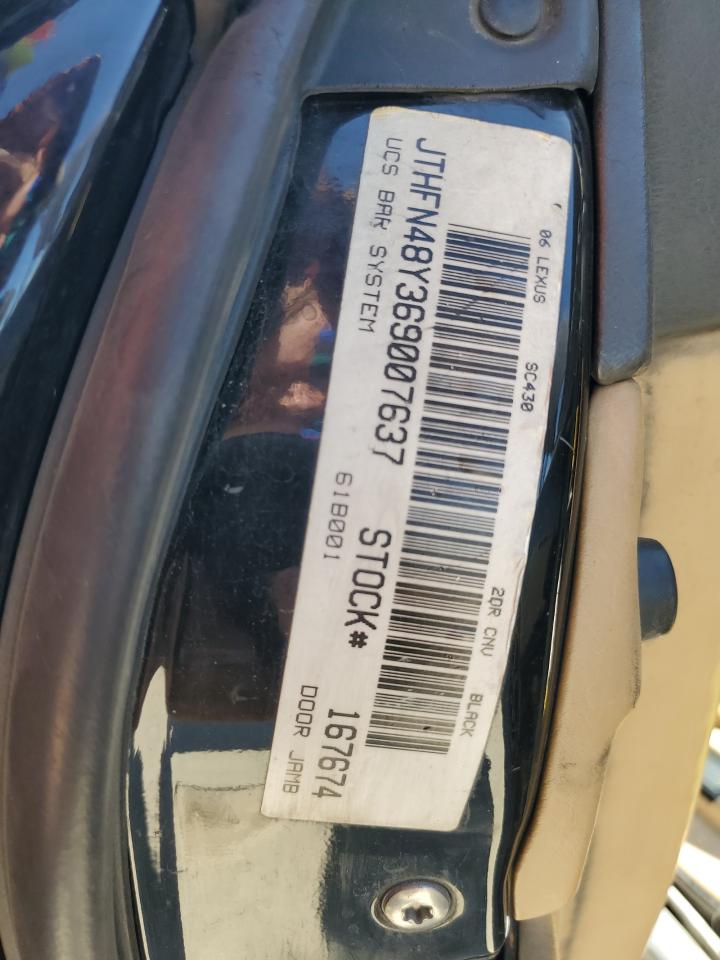 06 LEXUS SC430 2DR CNV BLACK
JTHFN48Y369007637 STOCK# 167674
UCS BAR SYSTEM 61B001 DOOR JAMB